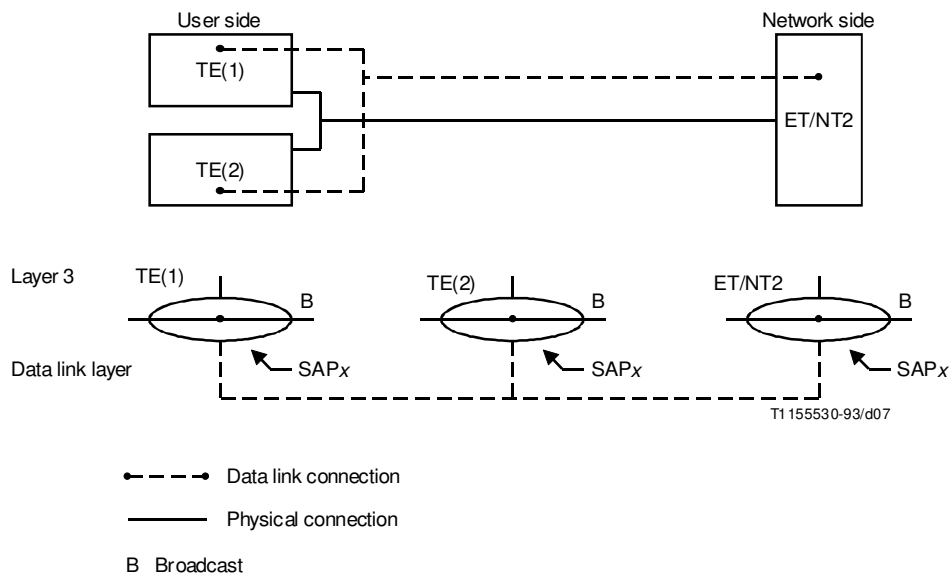 User side
Network side
TE(1)
ET/NT2
TE(2)
Layer 3
TE(1)
B
TE(2)
B
ET/NT2
B
Data link layer
SAPx
SAPx
SAPx
T1155530-93/d07
Data link connection
Physical connection
B Broadcast